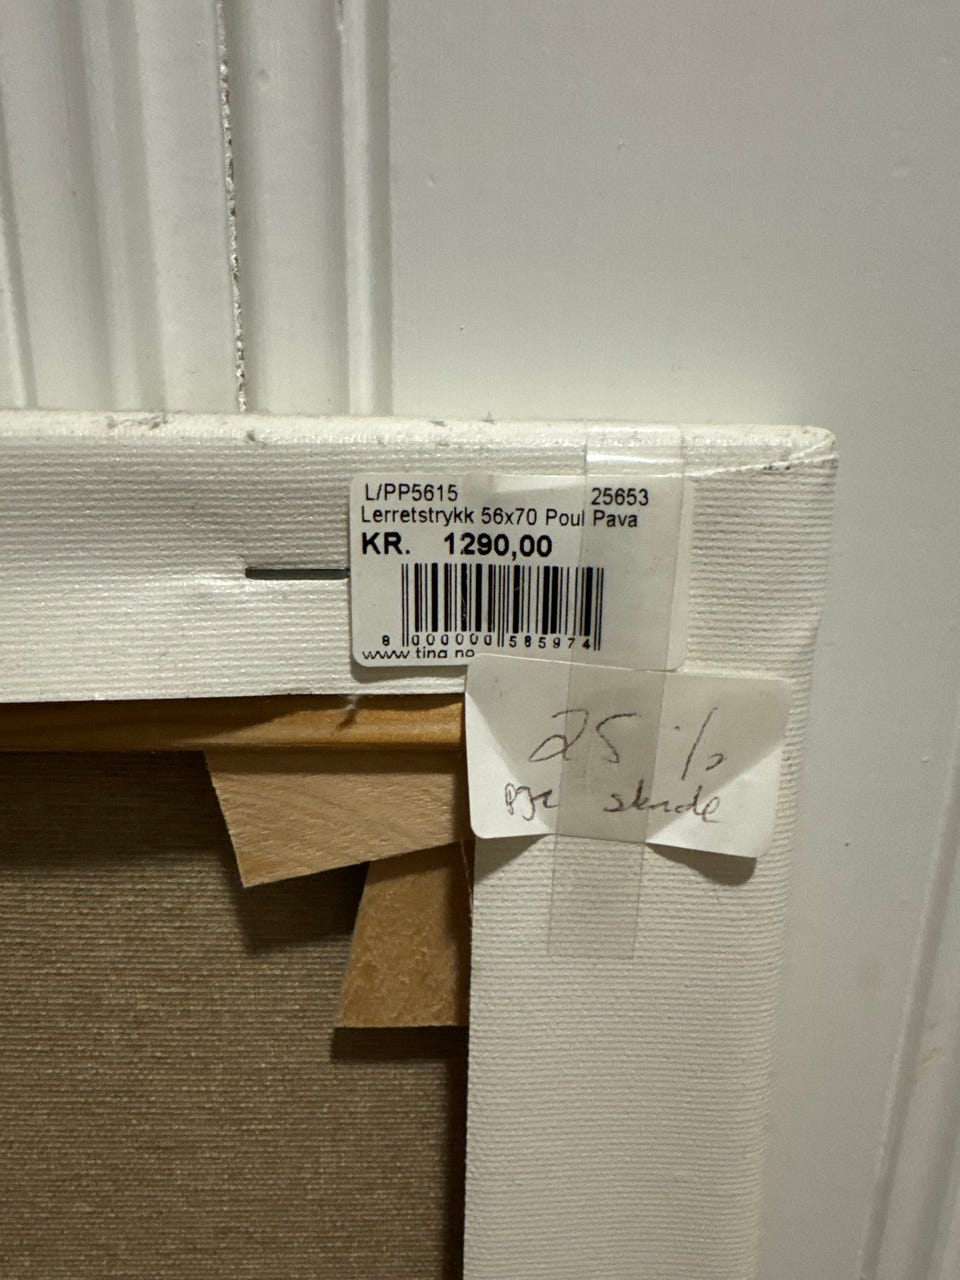 L/PP5615 25653
Lerretstrykk 56x70 Poul Pava
KR. 1290,00
8 000000 585974
www.tina.no
25 %
pga skade